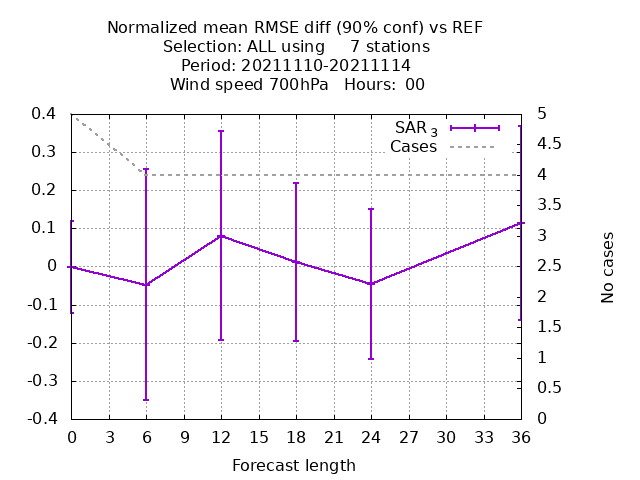 Normalized mean RMSE diff (90% conf) vs REF
Selection: ALL using     7 stations
Period: 20211110-20211114
Wind speed 700hPa   Hours:  00
SAR 3
Cases
0.4
0.3
0.2
0.1
0
-0.1
-0.2
-0.3
-0.4
5
4.5
4
3.5
3
2.5
2
1.5
1
0.5
0
No cases
0 3 6 9 12 15 18 21 24 27 30 33 36
Forecast length